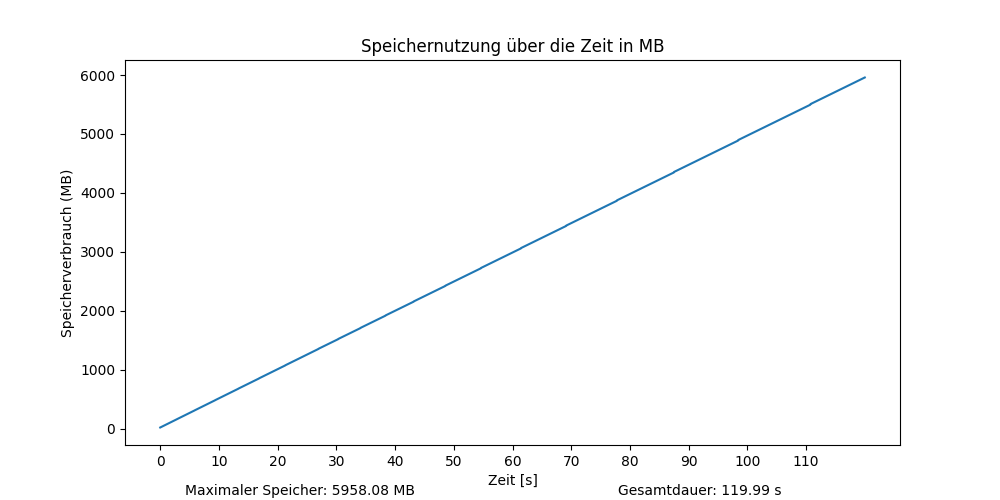 Speichernutzung über die Zeit in MB
Speicherverbrauch (MB)
6000
5000
4000
3000
2000
1000
0
0 10 20 30 40 50 60 70 80 90 100 110
Zeit [s]
Maximaler Speicher: 5958.08 MB
Gesamtdauer: 119.99 s